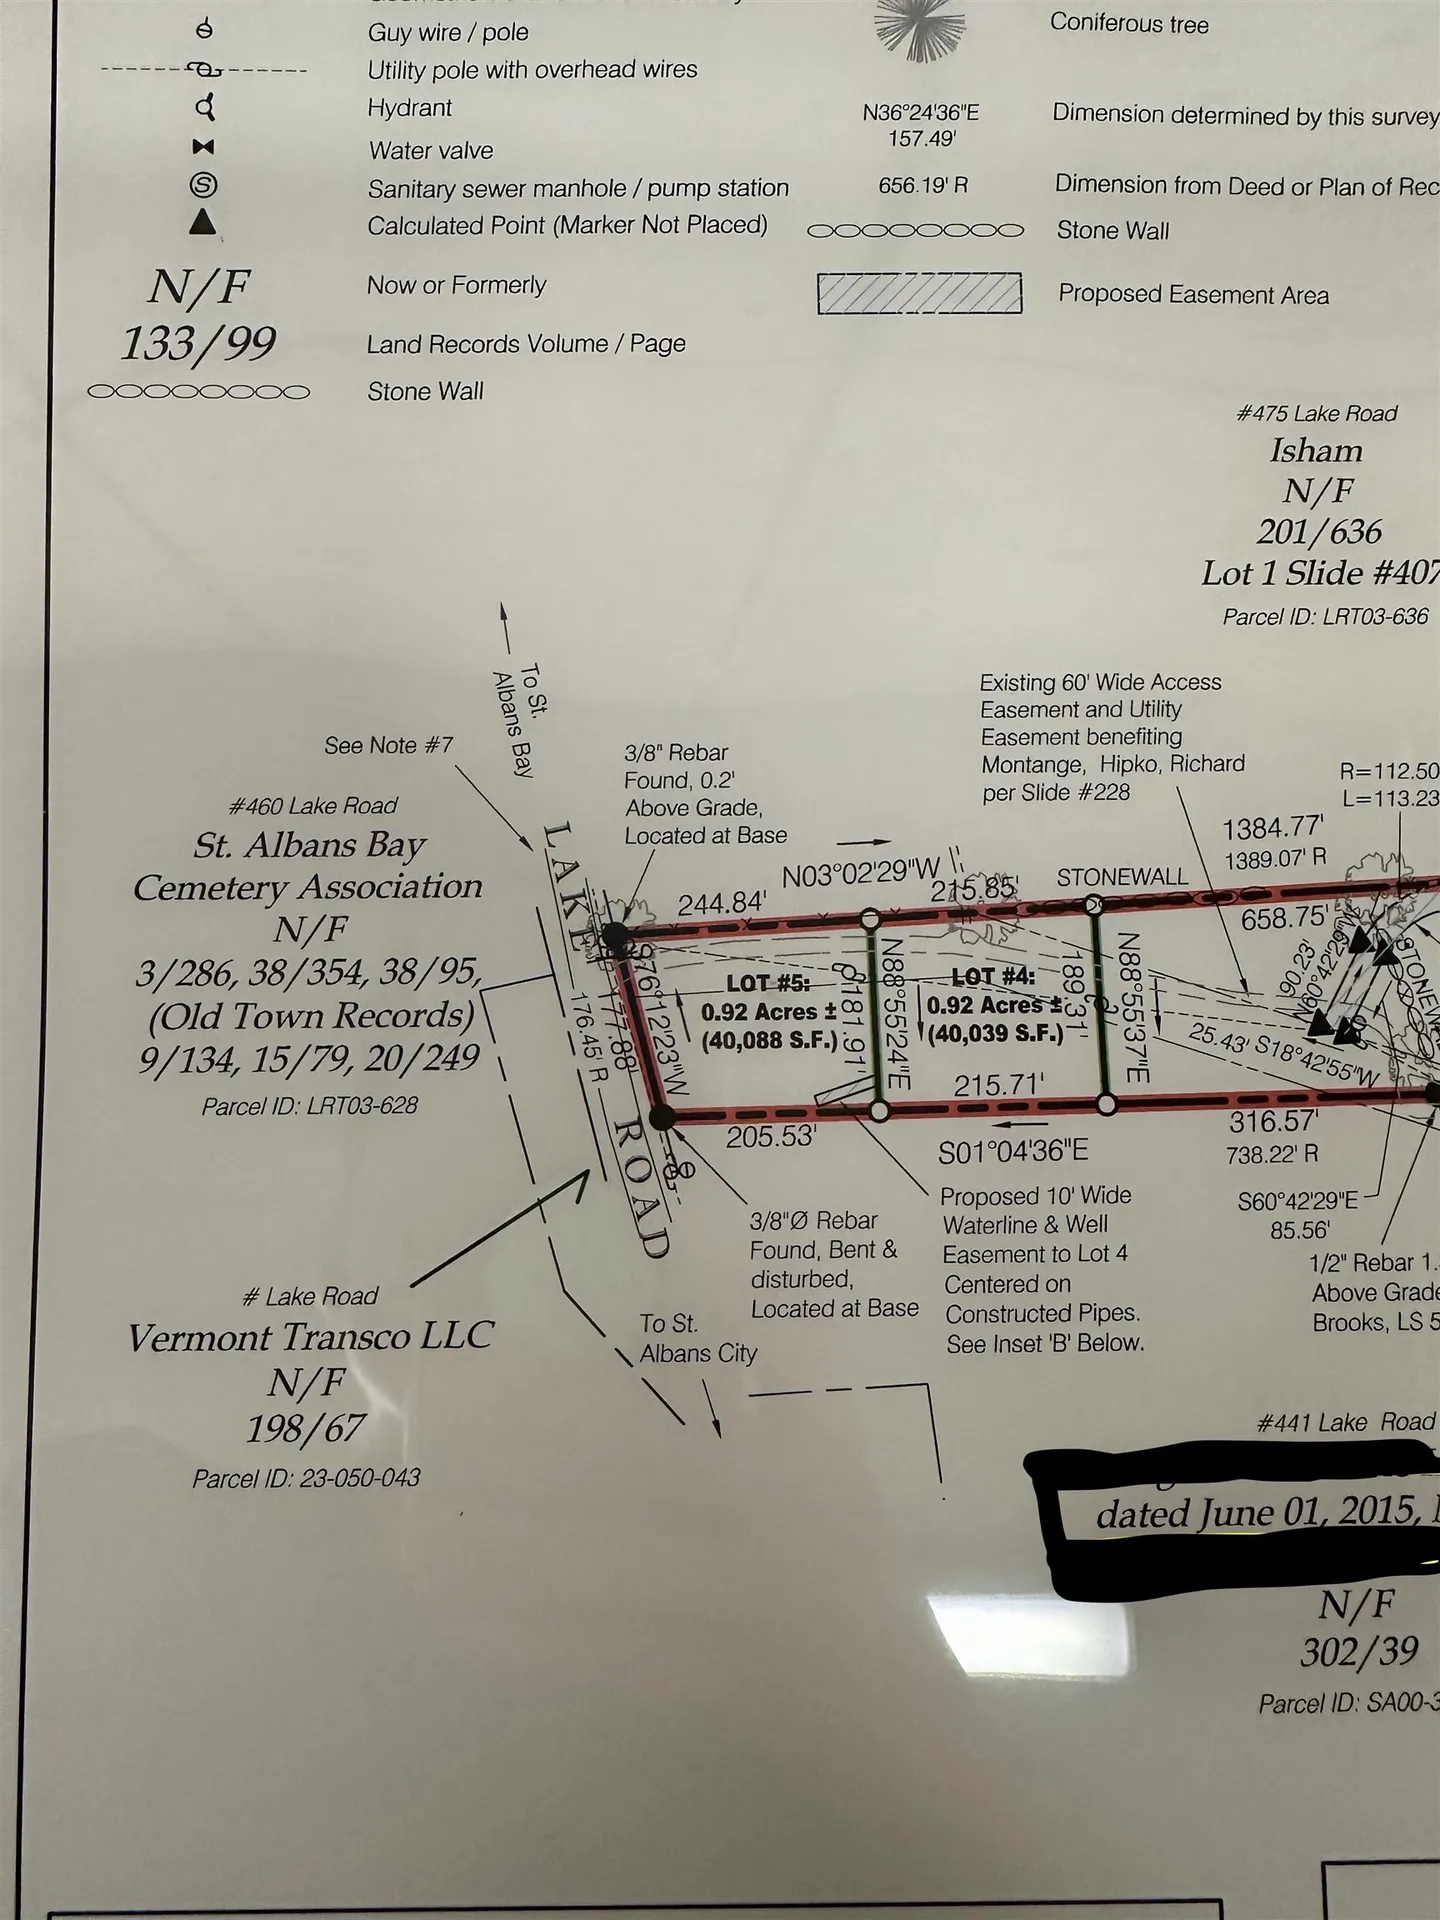 Guy wire / pole
Utility pole with overhead wires
Hydrant
Water valve
S
Sanitary sewer manhole / pump station
Calculated Point (Marker Not Placed)
N/F
Now or Formerly
133/99
Land Records Volume / Page
Stone Wall
Coniferous tree
N36°24'36"E
157.49'
Dimension determined by this survey
656.19' R
Dimension from Deed or Plan of Rec
Stone Wall
Proposed Easement Area
#475 Lake Road
Isham
N/F
201/636
Lot 1 Slide #407
Parcel ID: LRT03-636
To St.
Albans Bay
See Note #7
3/8" Rebar
Found, 0.2'
Above Grade,
Located at Base
Existing 60' Wide Access
Easement and Utility
Easement benefiting
Montange, Hipko, Richard
per Slide #228
R=112.50
L=113.23
#460 Lake Road
St. Albans Bay
Cemetery Association
N/F
3/286, 38/354, 38/95,
(Old Town Records)
9/134, 15/79, 20/249
Parcel ID: LRT03-628
LAKE ROAD
244.84'
N03°02'29"W
215.85'
STONEWALL
1384.77'
1389.07' R
658.75'
S76°12'23"W
177.88'
176.45' R
LOT #5:
0.92 Acres ±
(40,088 S.F.)
181.91'
N88°55'24"E
LOT #4:
0.92 Acres ±
(40,039 S.F.)
189.31'
N88°55'37"E
90.23'
N60°42'29"W
25.43' S18°42'55"W
205.53'
215.71'
S01°04'36"E
316.57'
738.22' R
S60°42'29"E
85.56'
Proposed 10' Wide
Waterline & Well
Easement to Lot 4
Centered on
Constructed Pipes.
See Inset 'B' Below.
3/8"Ø Rebar
Found, Bent &
disturbed,
Located at Base
1/2" Rebar 1.
Above Grade
Brooks, LS 5
# Lake Road
Vermont Transco LLC
N/F
198/67
Parcel ID: 23-050-043
To St.
Albans City
#441 Lake Road
dated June 01, 2015,
N/F
302/39
Parcel ID: SA00-3